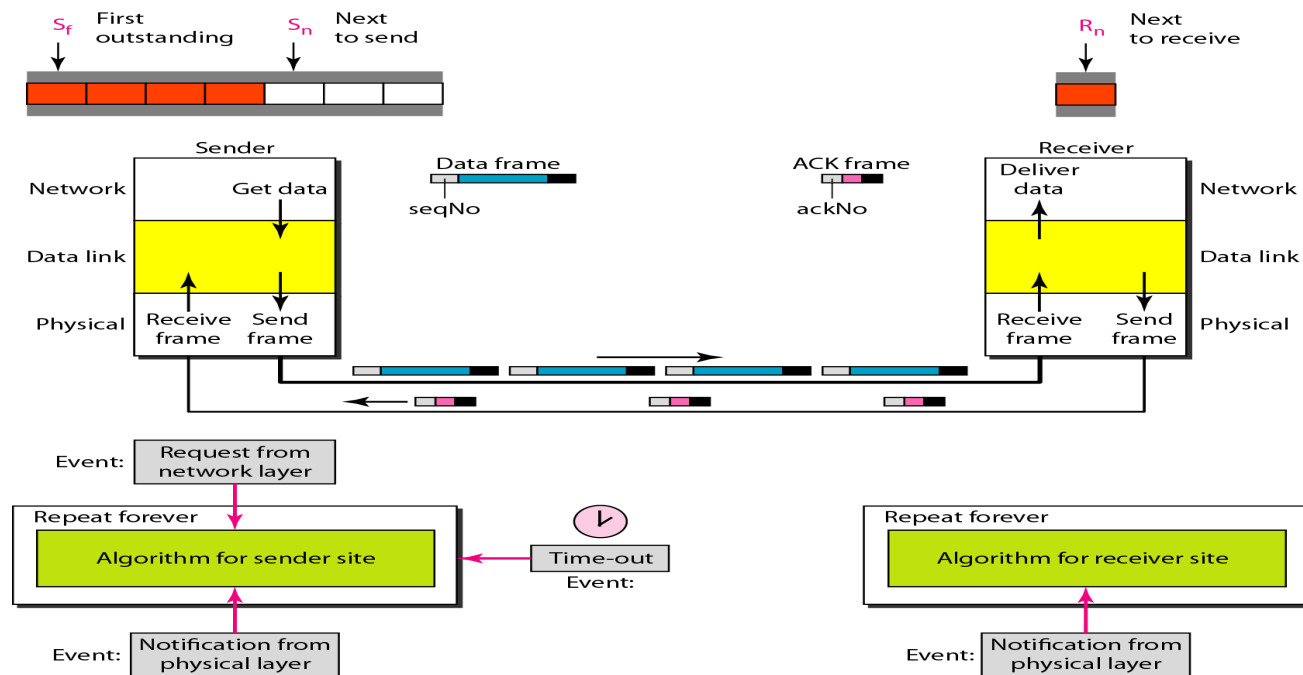 S_f First outstanding
S_n Next to send
R_n Next to receive
Sender
Data frame
ACK frame
Receiver
Network
Get data
seqNo
ackNo
Deliver
data
Network
Data link
Data link
Physical
Receive
frame
Send
frame
Receive
frame
Send
frame
Physical
Event:
Request from
network layer
Repeat forever
Algorithm for sender site
Time-out
Event:
Event:
Notification from
physical layer
Repeat forever
Algorithm for receiver site
Event:
Notification from
physical layer